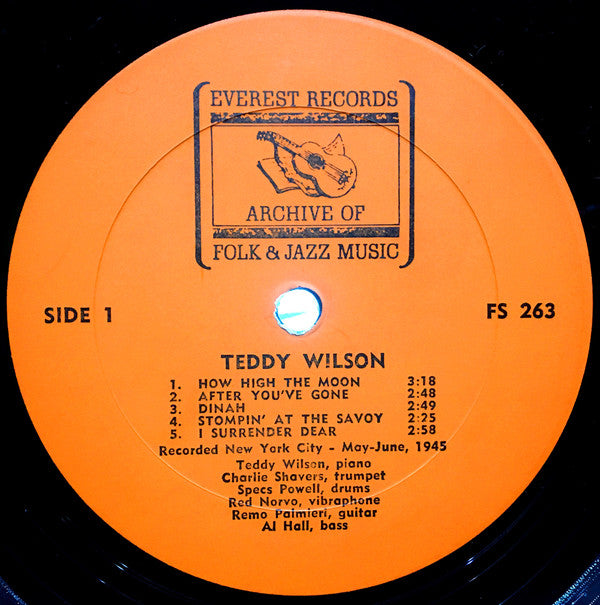 EVEREST RECORDS
ARCHIVE OF
FOLK & JAZZ MUSIC
SIDE 1
FS 263
TEDDY WILSON
1. HOW HIGH THE MOON 3:18
2. AFTER YOU'VE GONE 2:48
3. DINAH 2:49
4. STOMPIN' AT THE SAVOY 2:25
5. I SURRENDER DEAR 2:58
Recorded New York City - May-June, 1945
Teddy Wilson, piano
Charlie Shavers, trumpet
Specs Powell, drums
Red Norvo, vibraphone
Remo Palmieri, guitar
Al Hall, bass